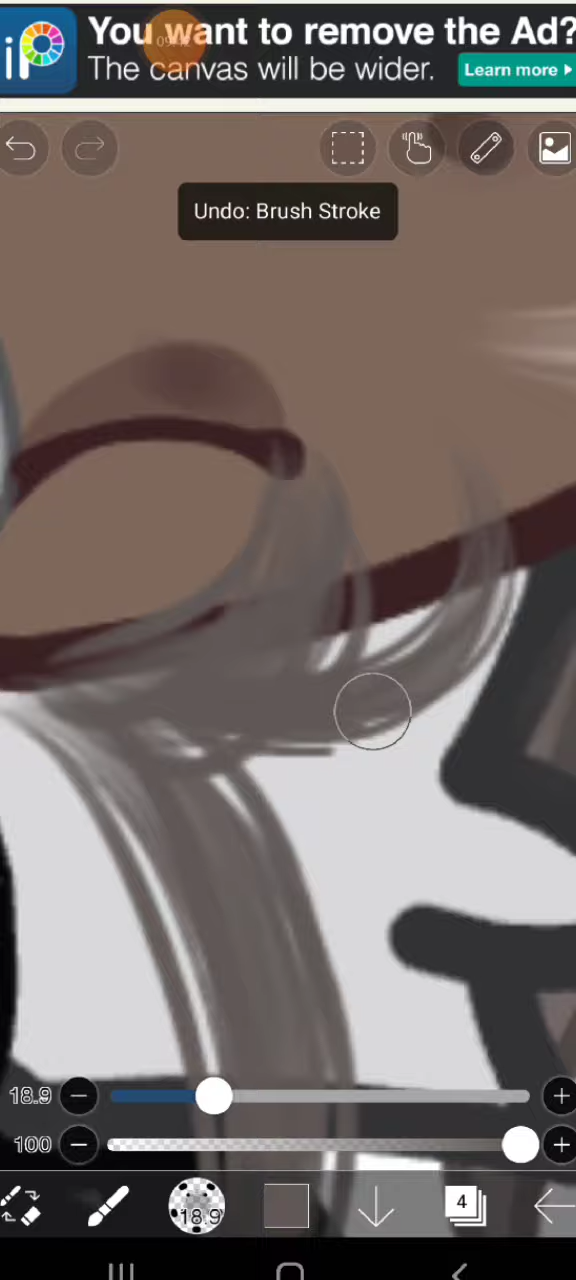 iP
You want to remove the Ad?
The canvas will be wider.
Learn more
Undo: Brush Stroke
18.9
100
18.9
4